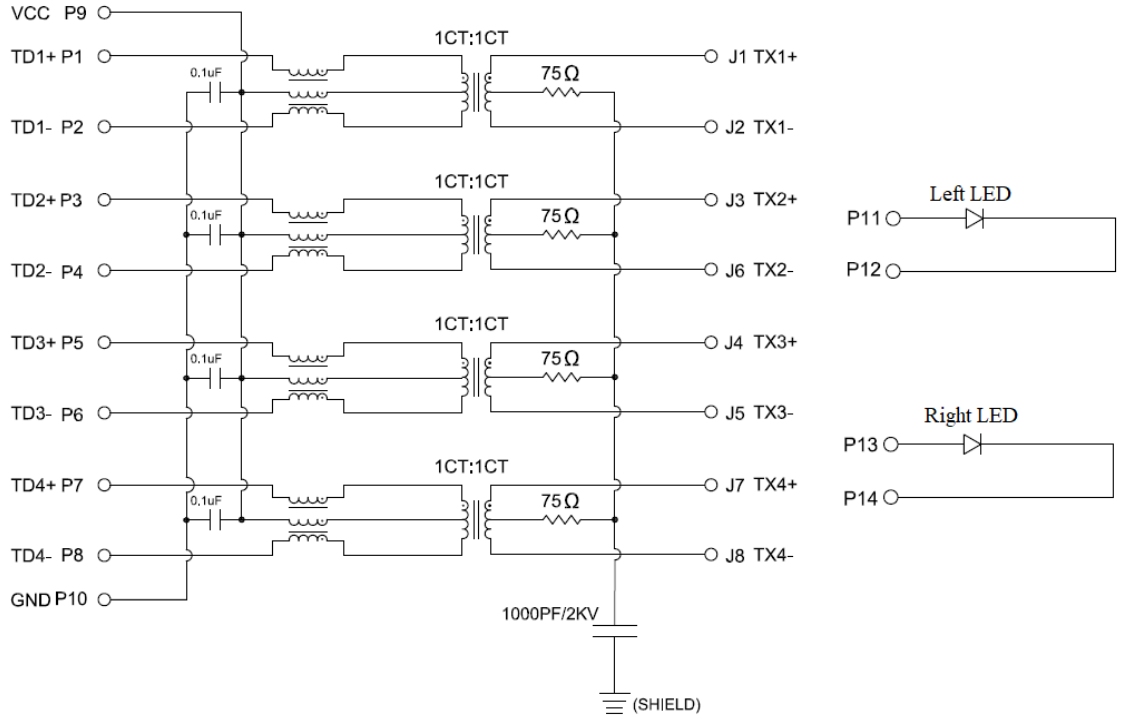 VCC P9
TD1+ P1
0.1uF
1CT:1CT
75Ω
J1 TX1+
TD1- P2
J2 TX1-
TD2+ P3
0.1uF
1CT:1CT
75Ω
J3 TX2+
TD2- P4
J6 TX2-
TD3+ P5
0.1uF
1CT:1CT
75Ω
J4 TX3+
TD3- P6
J5 TX3-
TD4+ P7
0.1uF
1CT:1CT
75Ω
J7 TX4+
TD4- P8
J8 TX4-
GND P10
1000PF/2KV
(SHIELD)
Left LED
P11
P12
Right LED
P13
P14